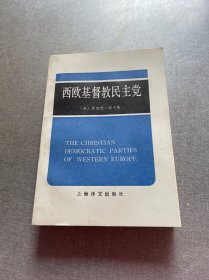 西欧基督教民主党
THE CHRISTIAN
DEMOCRATIC PARTIES
OF WESTERN EUROPE
上海译文出版社